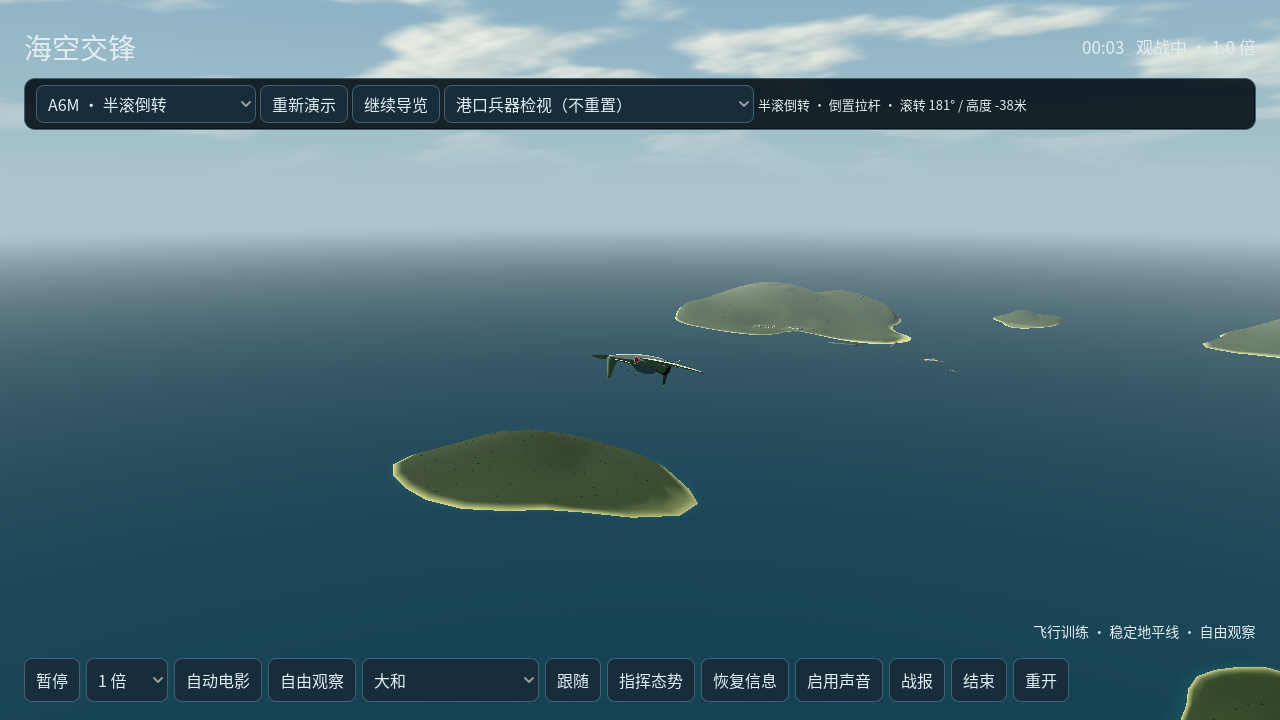 海空交锋
00:03 观战中 · 1.0 倍
A6M · 半滚倒转 重新演示 继续导览 港口兵器检视（不重置） 半滚倒转 · 倒置拉杆 · 滚转 181° / 高度 -38米
飞行训练 · 稳定地平线 · 自由观察
暂停 1 倍 自动电影 自由观察 大和 跟随 指挥态势 恢复信息 启用声音 战报 结束 重开